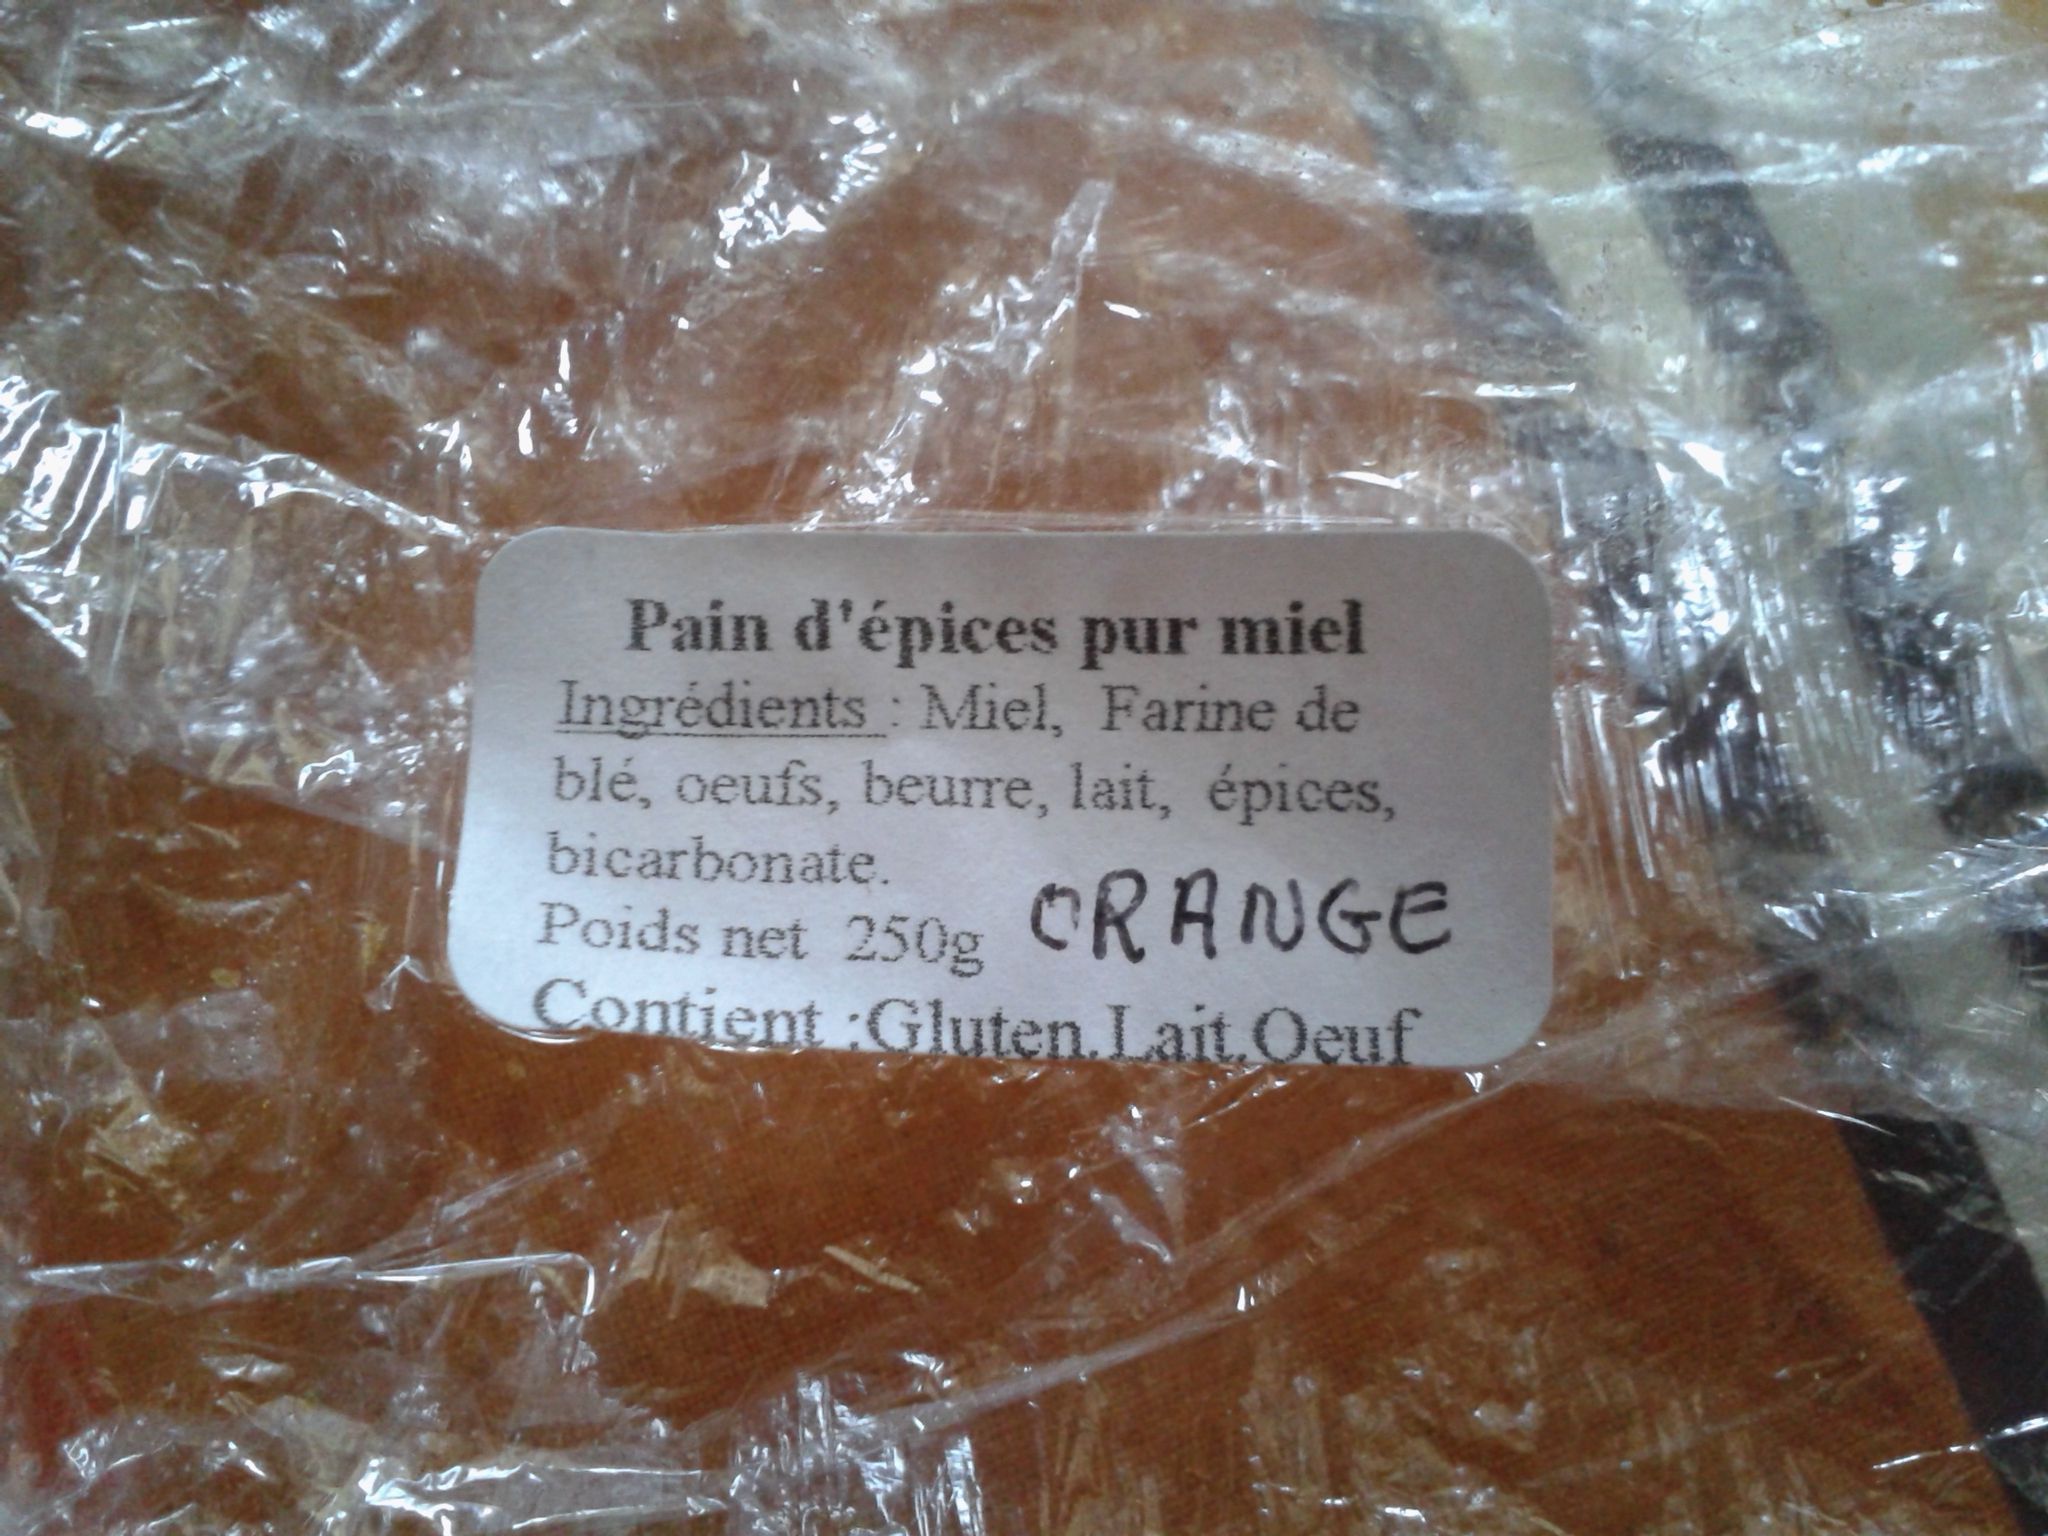 Pain d'épices pur miel
Ingrédients : Miel, Farine de
blé, oeufs, beurre, lait, épices,
bicarbonate.
Poids net 250g ORANGE
Contient :Gluten.Lait.Oeuf